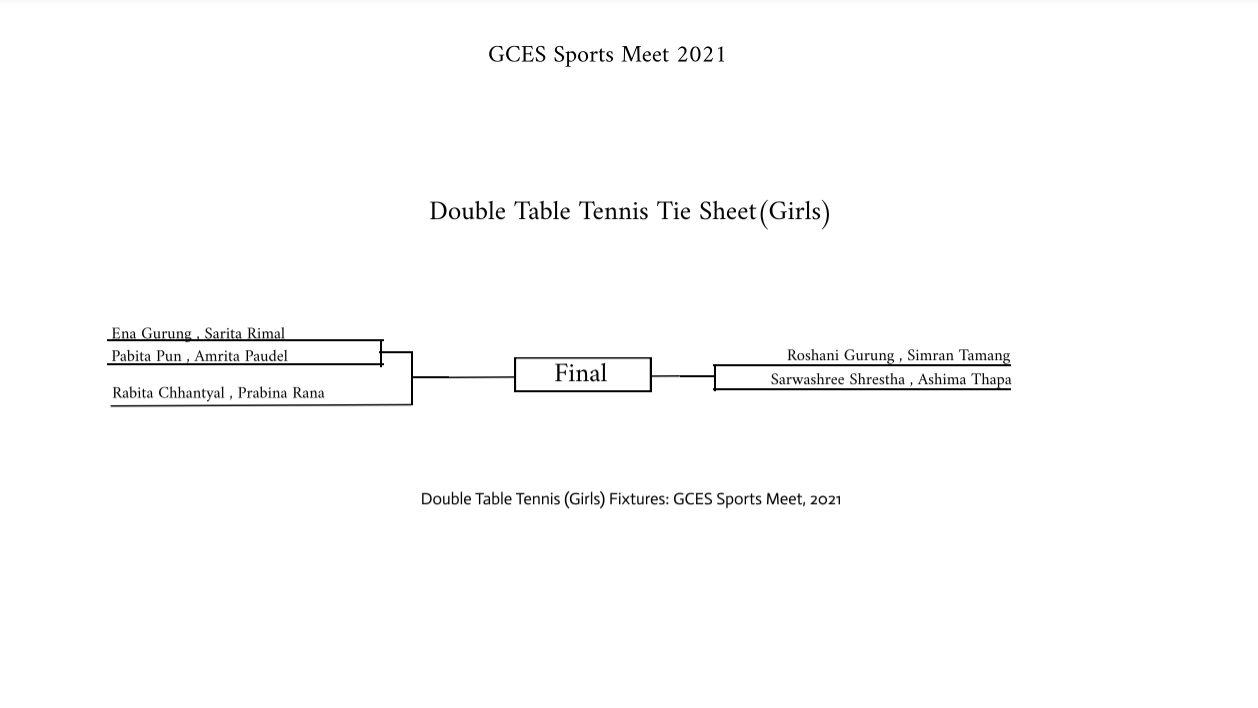 GCES Sports Meet 2021
Double Table Tennis Tie Sheet(Girls)
Ena Gurung , Sarita Rimal
Pabita Pun , Amrita Paudel
Rabita Chhantyal , Prabina Rana
Final
Roshani Gurung , Simran Tamang
Sarwashree Shrestha , Ashima Thapa
Double Table Tennis (Girls) Fixtures: GCES Sports Meet, 2021